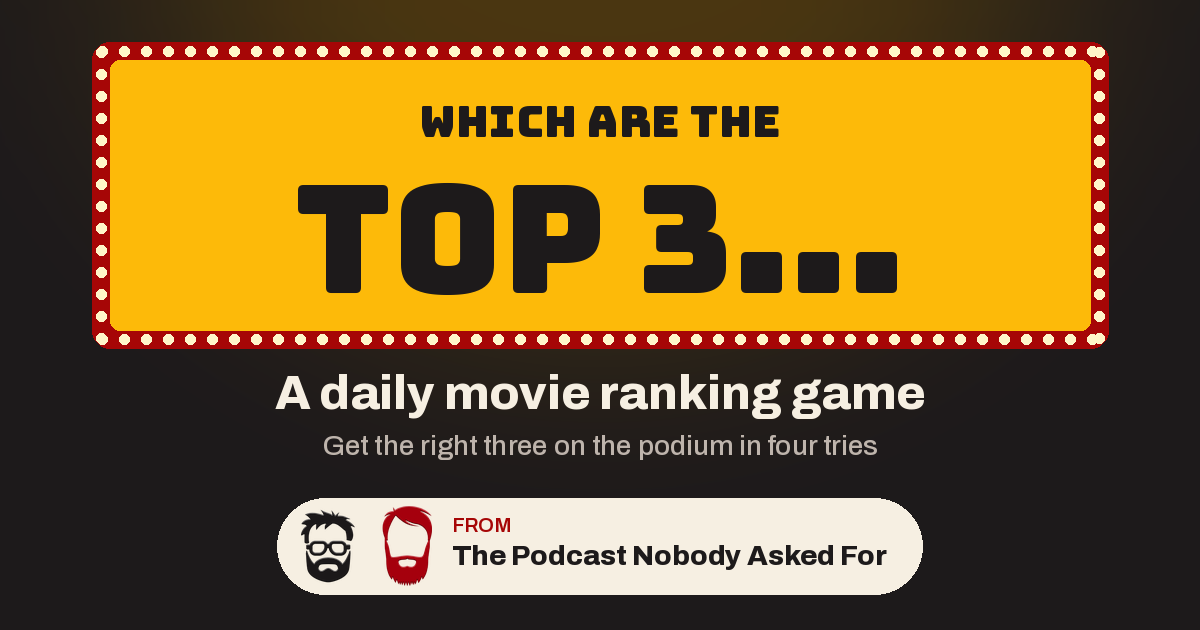 WHICH ARE THE
TOP 3...
A daily movie ranking game
Get the right three on the podium in four tries
FROM
The Podcast Nobody Asked For